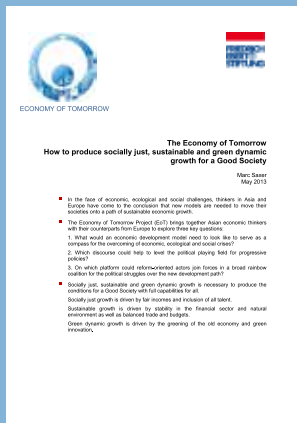 FRIEDRICH
EBERT
STIFTUNG
ECONOMY OF TOMORROW
The Economy of Tomorrow
How to produce socially just, sustainable and green dynamic
growth for a Good Society
Marc Saxer
May 2013
In the face of economic, ecological and social challenges, thinkers in Asia and
Europe have come to the conclusion that new models are needed to move their
societies onto a path of sustainable economic growth.
The Economy of Tomorrow Project (EoT) brings together Asian economic thinkers
with their counterparts from Europe to explore three key questions:
1. What would an economic development model need to look like to serve as a
compass for the overcoming of economic, ecological and social crises?
2. Which discourse could help to level the political playing field for progressive
policies?
3. On which platform could reform-oriented actors join forces in a broad rainbow
coalition for the political struggles over the new development path?
Socially just, sustainable and green dynamic growth is necessary to produce the
conditions for a Good Society with full capabilities for all.
Socially just growth is driven by fair incomes and inclusion of all talent.
Sustainable growth is driven by stability in the financial sector and natural
environment as well as balanced trade and budgets.
Green dynamic growth is driven by the greening of the old economy and green
innovation.